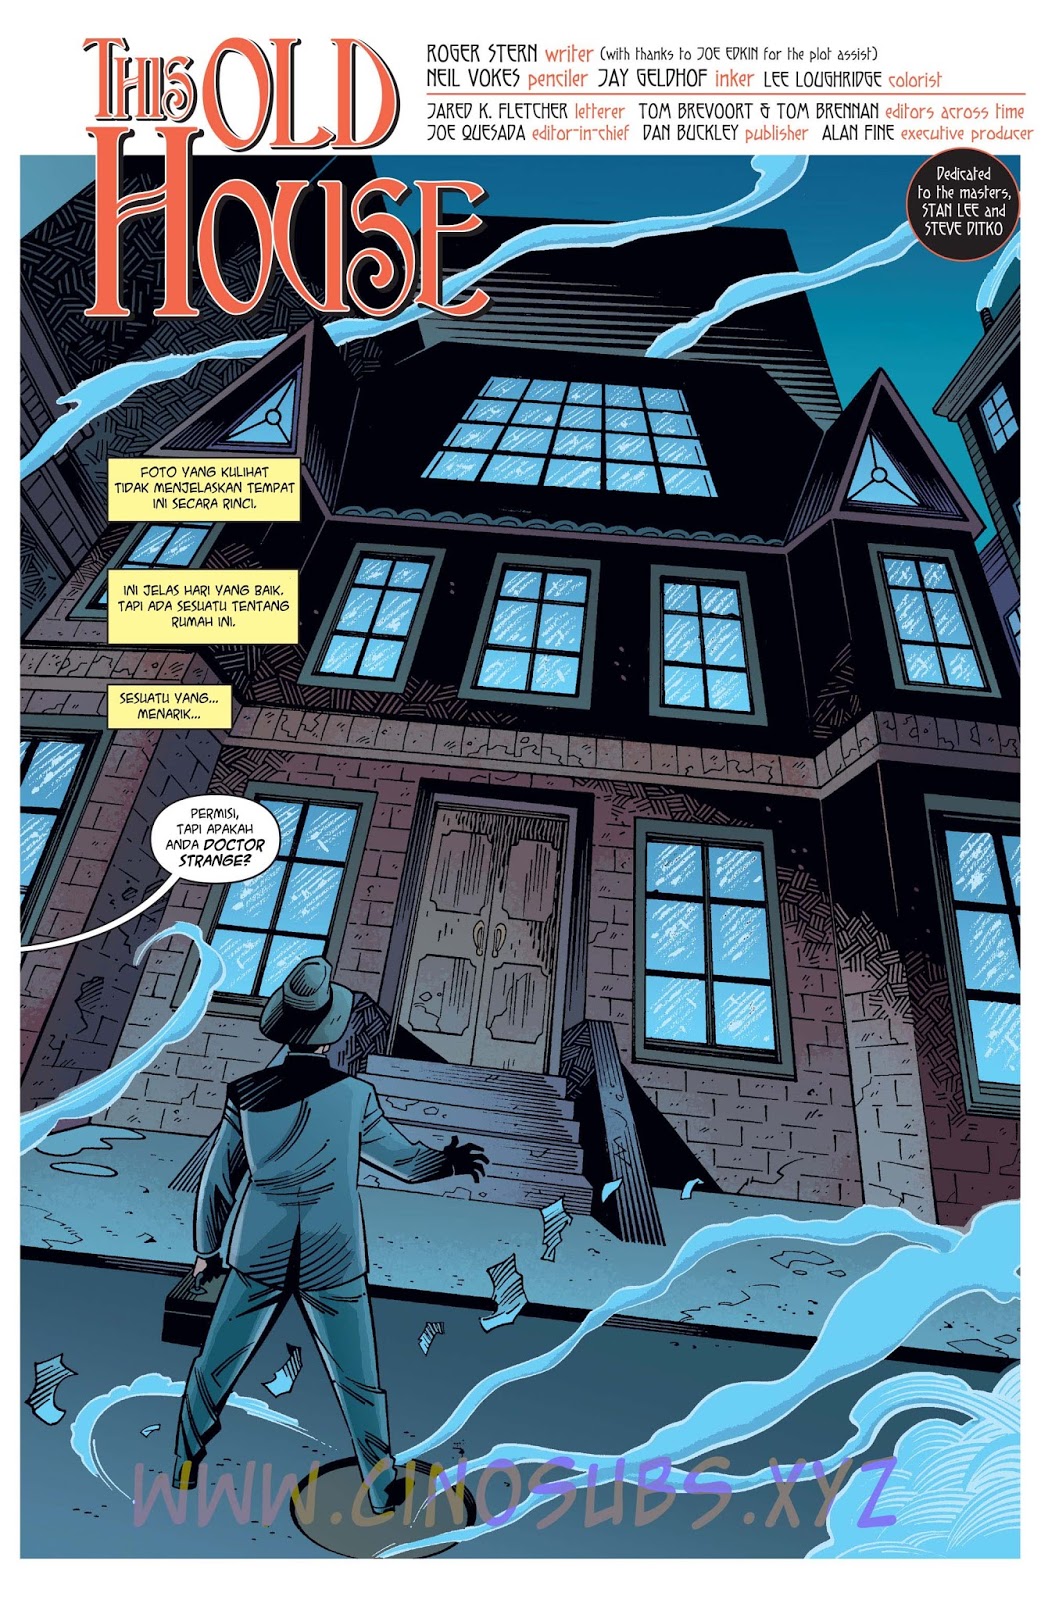 THIS OLD
HOUSE
ROGER STERN writer (with thanks to JOE EDKIN for the plot assist)
NEIL VOKES penciler JAY GELDHOF inker LEE LOUGHRIDGE colorist
JARED K. FLETCHER letterer TOM BREVOORT & TOM BRENNAN editors across time
JOE QUESADA editor-in-chief DAN BUCKLEY publisher ALAN FINE executive producer
Dedicated
to the masters,
STAN LEE and
STEVE DITKO
FOTO YANG KULIHAT
TIDAK MENJELASKAN TEMPAT
INI SECARA RINCI.
INI JELAS HARI YANG BAIK.
TAPI ADA SESUATU TENTANG
RUMAH INI.
SESUATU YANG...
MENARIK...
PERMISI,
TAPI APAKAH
ANDA DOCTOR
STRANGE?
WWW.CINOSUBS.XYZ